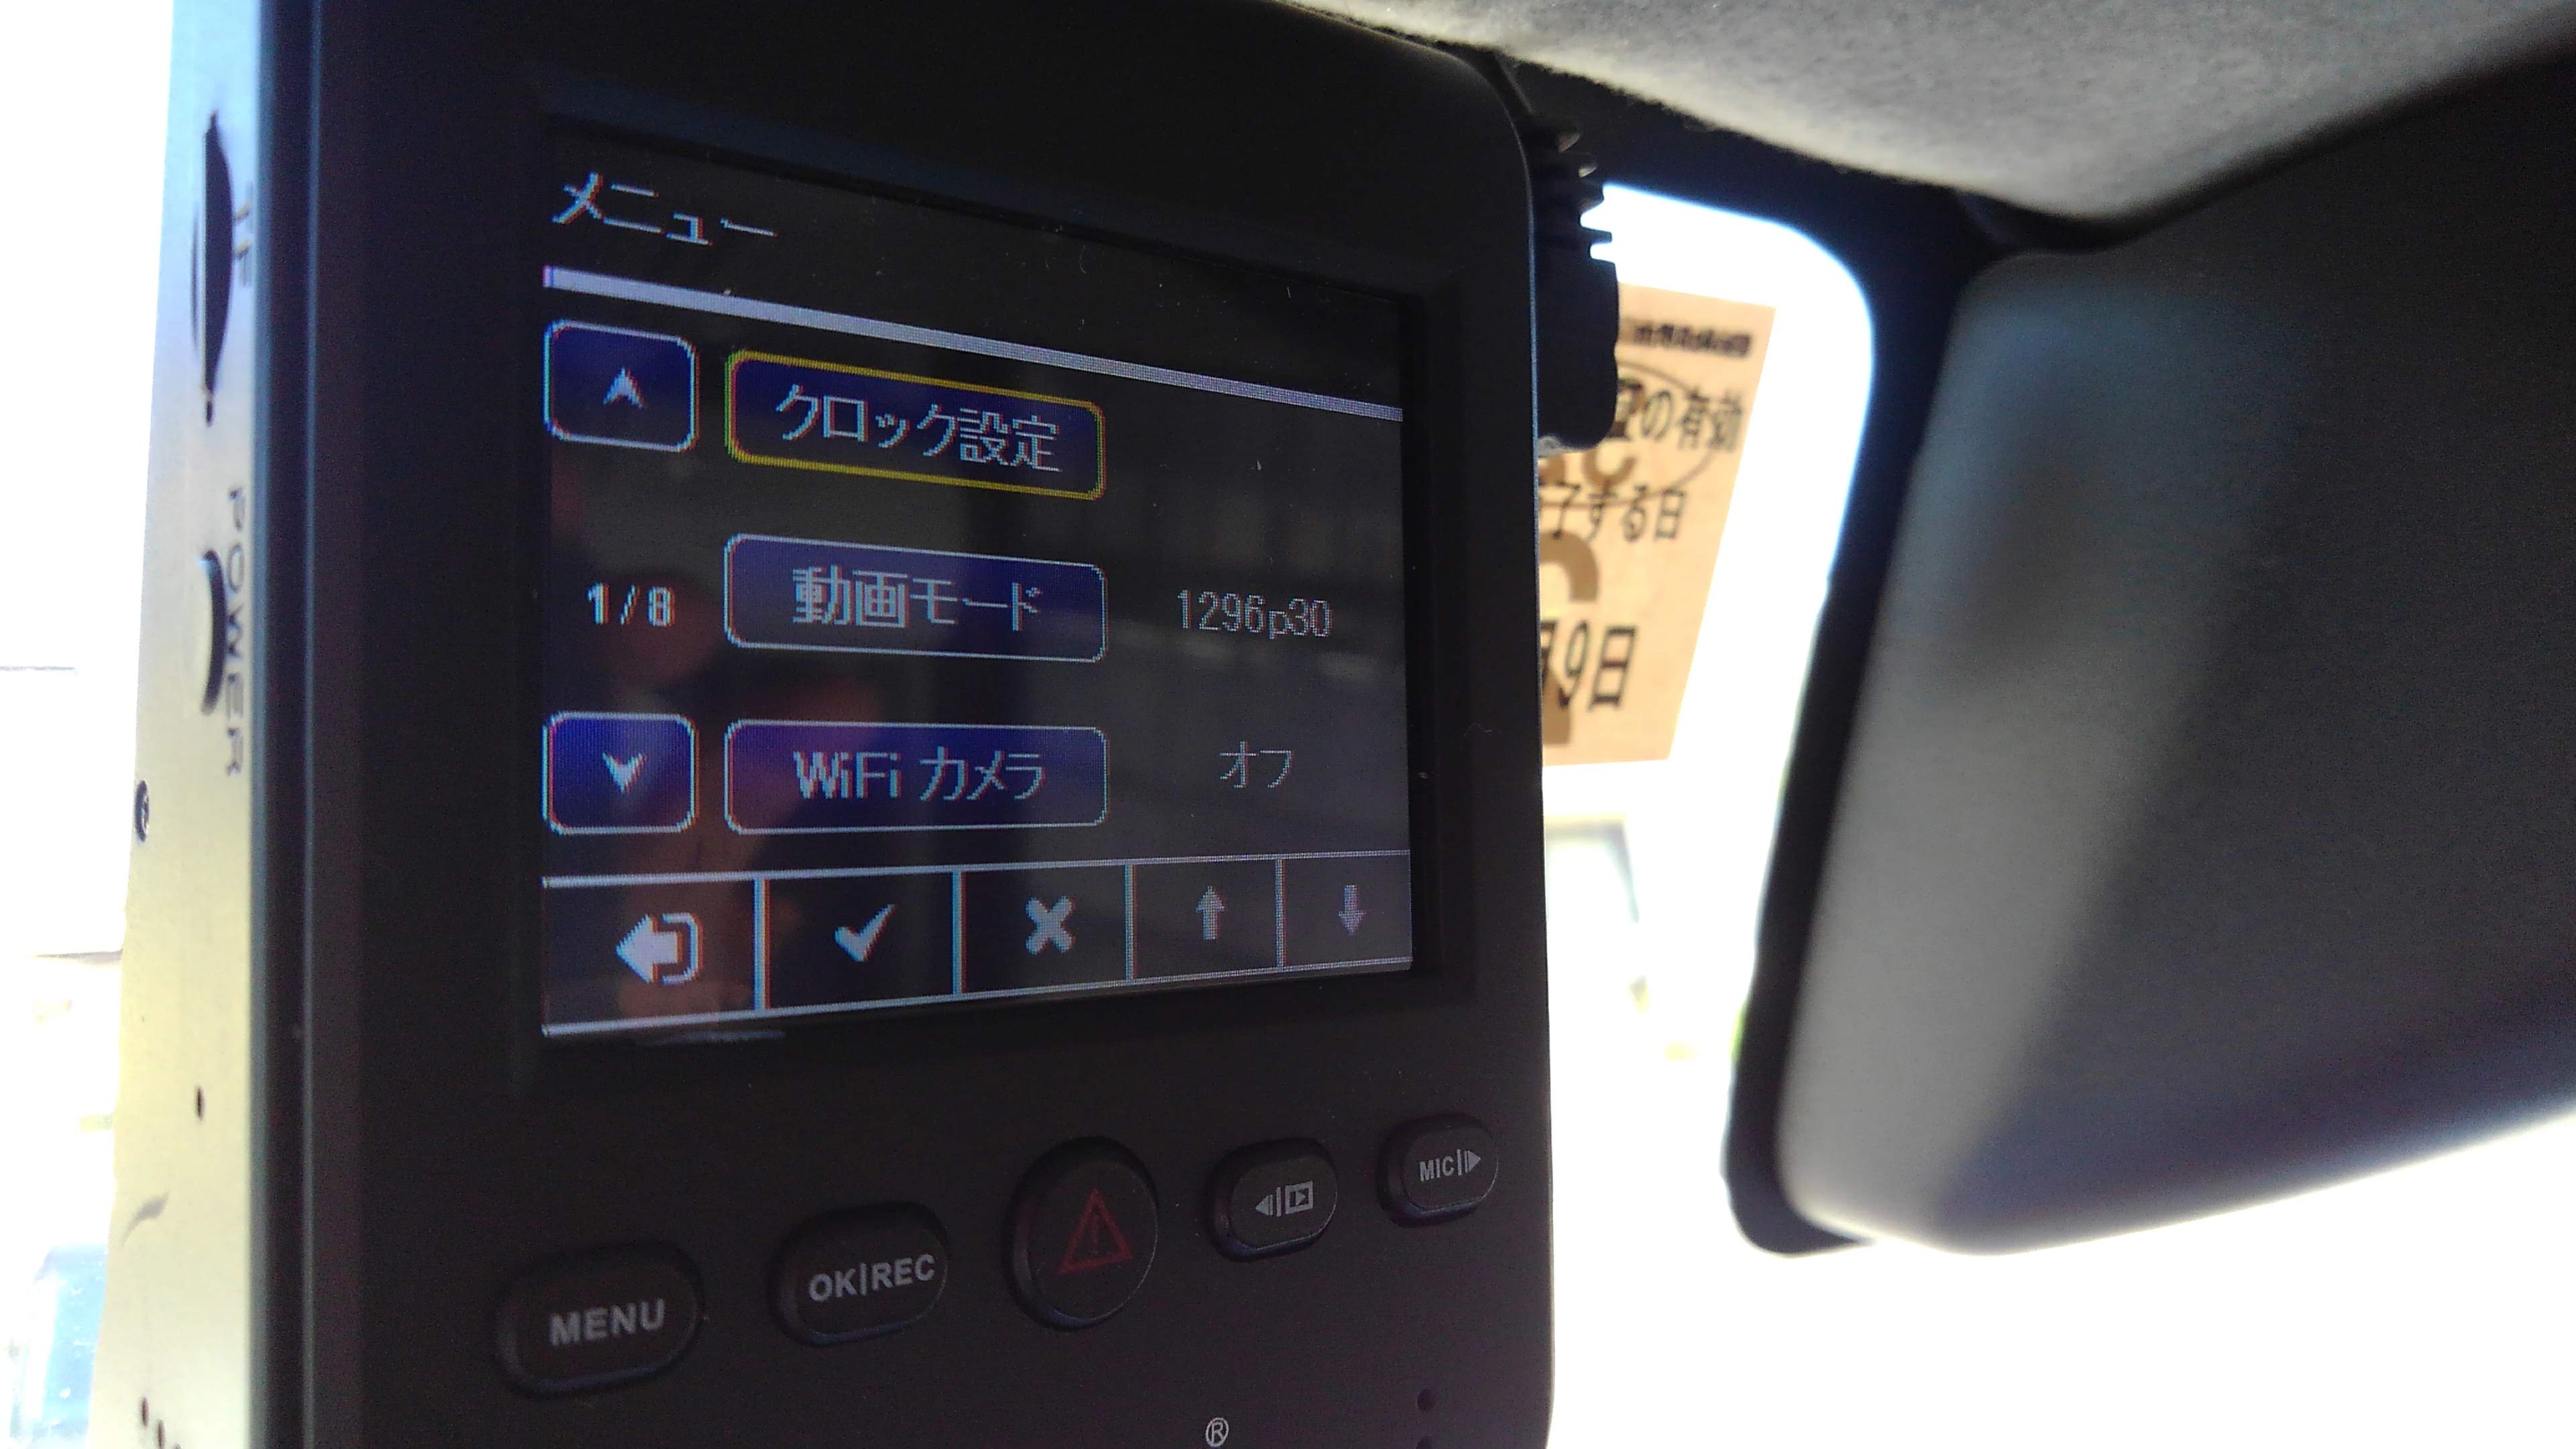 メニュー
クロック設定
1/8
動画モード
1296p30
WiFi カメラ
オフ
MENU
OK|REC
MIC
®
POWER
TF
の有効
了する日
9日